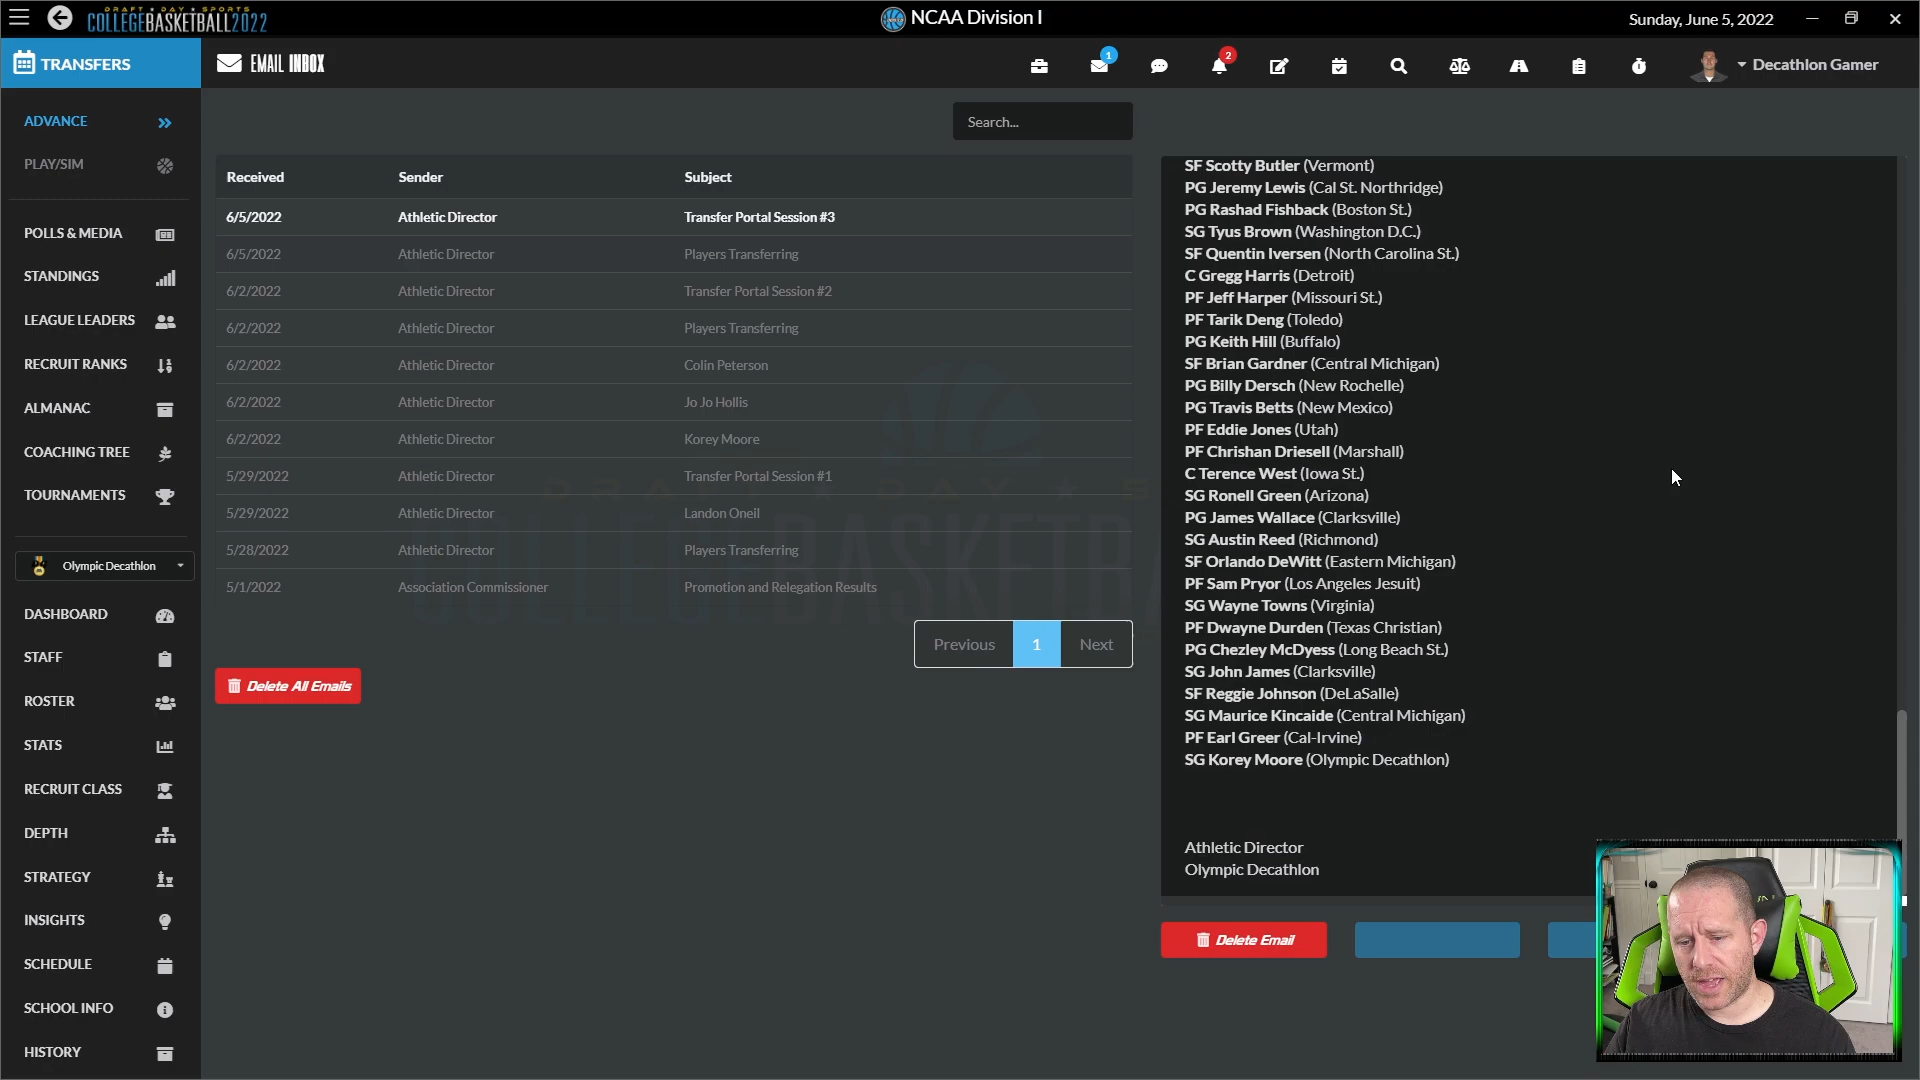 DRAFT DAY SPORTS
COLLEGE BASKETBALL 2022
NCAA Division I
Sunday, June 5, 2022
TRANSFERS
EMAIL INBOX
1
2
Decathlon Gamer
ADVANCE
PLAY/SIM
POLLS & MEDIA
STANDINGS
LEAGUE LEADERS
RECRUIT RANKS
ALMANAC
COACHING TREE
TOURNAMENTS
Olympic Decathlon
DASHBOARD
STAFF
ROSTER
STATS
RECRUIT CLASS
DEPTH
STRATEGY
INSIGHTS
SCHEDULE
SCHOOL INFO
HISTORY
Search...
Received Sender Subject
6/5/2022 Athletic Director Transfer Portal Session #3
6/5/2022 Athletic Director Players Transferring
6/2/2022 Athletic Director Transfer Portal Session #2
6/2/2022 Athletic Director Players Transferring
6/2/2022 Athletic Director Colin Peterson
6/2/2022 Athletic Director Jo Jo Hollis
6/2/2022 Athletic Director Korey Moore
5/29/2022 Athletic Director Transfer Portal Session #1
5/29/2022 Athletic Director Landon Oneil
5/28/2022 Athletic Director Players Transferring
5/1/2022 Association Commissioner Promotion and Relegation Results
Previous 1 Next
Delete All Emails
SF Scotty Butler (Vermont)
PG Jeremy Lewis (Cal St. Northridge)
PG Rashad Fishback (Boston St.)
SG Tyus Brown (Washington D.C.)
SF Quentin Iversen (North Carolina St.)
C Gregg Harris (Detroit)
PF Jeff Harper (Missouri St.)
PF Tarik Deng (Toledo)
PG Keith Hill (Buffalo)
SF Brian Gardner (Central Michigan)
PG Billy Dersch (New Rochelle)
PG Travis Betts (New Mexico)
PF Eddie Jones (Utah)
PF Chrishan Driesell (Marshall)
C Terence West (Iowa St.)
SG Ronell Green (Arizona)
PG James Wallace (Clarksville)
SG Austin Reed (Richmond)
SF Orlando DeWitt (Eastern Michigan)
PF Sam Pryor (Los Angeles Jesuit)
SG Wayne Towns (Virginia)
PF Dwayne Durden (Texas Christian)
PG Chezley McDyess (Long Beach St.)
SG John James (Clarksville)
SF Reggie Johnson (DeLaSalle)
SG Maurice Kincaide (Central Michigan)
PF Earl Greer (Cal-Irvine)
SG Korey Moore (Olympic Decathlon)
Athletic Director
Olympic Decathlon
Delete Email